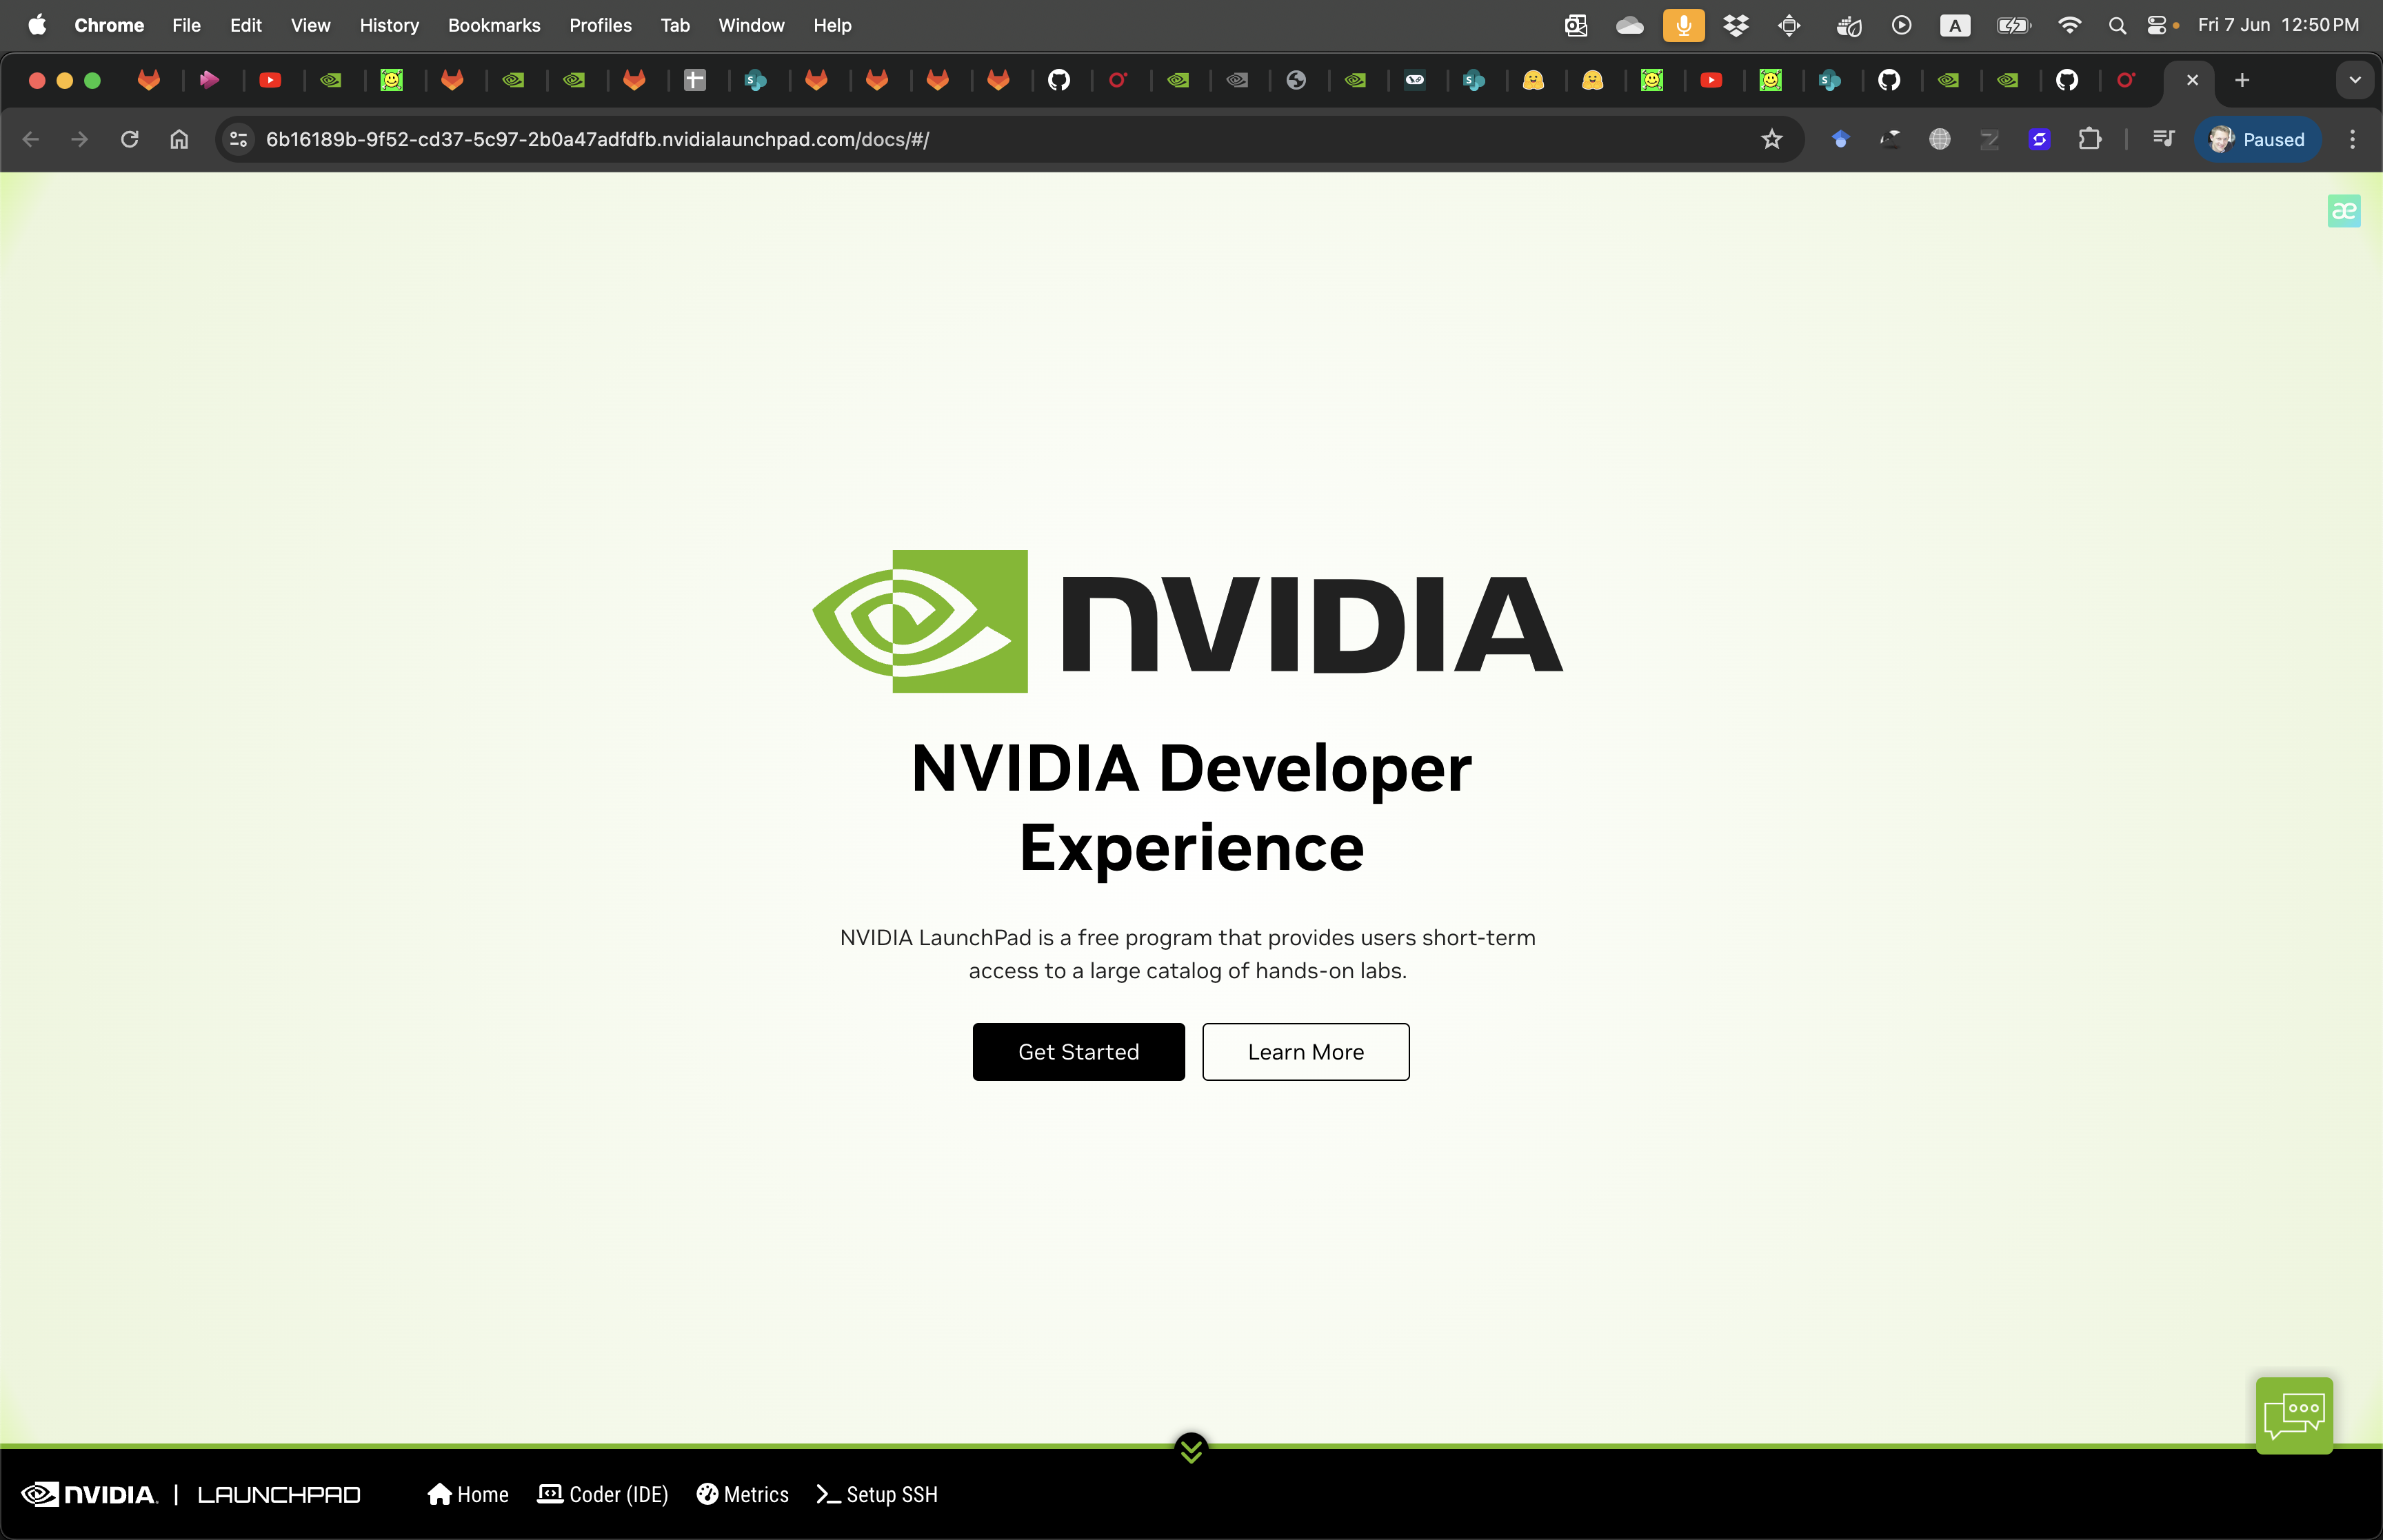 Chrome File Edit View History Bookmarks Profiles Tab Window Help A Fri 7 Jun 12:50 PM
6b16189b-9f52-cd37-5c97-2b0a47adfdfb.nvidialaunchpad.com/docs/#/ Paused
æ
NVIDIA
NVIDIA Developer
Experience
NVIDIA LaunchPad is a free program that provides users short-term
access to a large catalog of hands-on labs.
Get Started Learn More
NVIDIA. | LAUNCHPAD Home Coder (IDE) Metrics Setup SSH